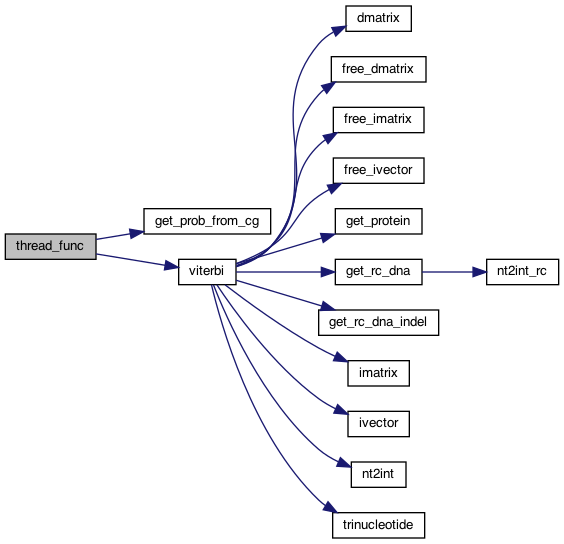 dmatrix
free_dmatrix
free_imatrix
free_ivector
get_prob_from_cg
get_protein
thread_func
viterbi
get_rc_dna
nt2int_rc
get_rc_dna_indel
imatrix
ivector
nt2int
trinucleotide